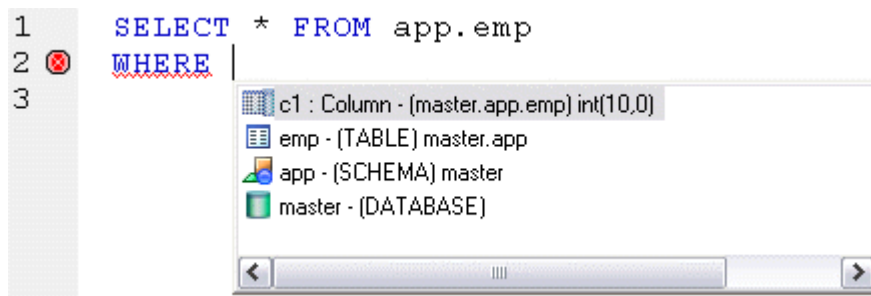 1 SELECT * FROM app.emp
2 WHERE
3
c1 : Column - (master.app.emp) int(10,0)
emp - (TABLE) master.app
app - (SCHEMA) master
master - (DATABASE)